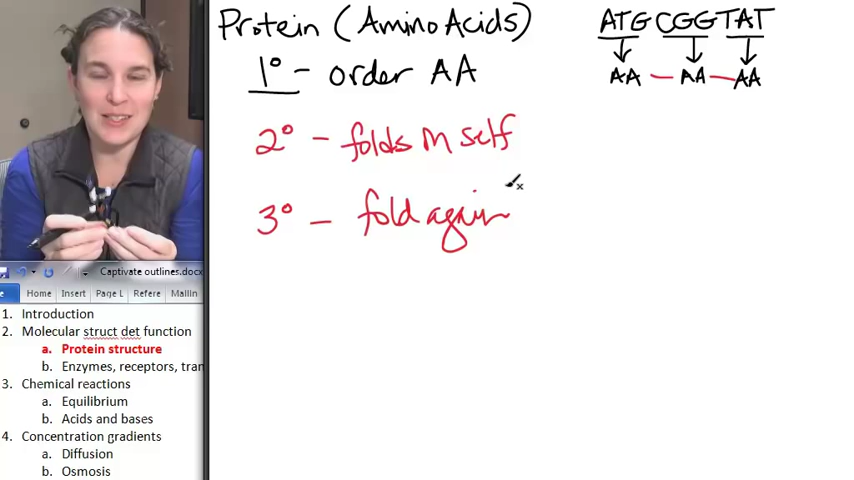 Protein (Amino Acids)
1° - order AA
2° - folds on self
3° - fold again
ATG CGG TAT
AA — AA — AA
Captivate outlines.docx
Home Insert Page L Refere Mailin
1. Introduction
2. Molecular struct det function
a. Protein structure
b. Enzymes, receptors, tran
3. Chemical reactions
a. Equilibrium
b. Acids and bases
4. Concentration gradients
a. Diffusion
b. Osmosis